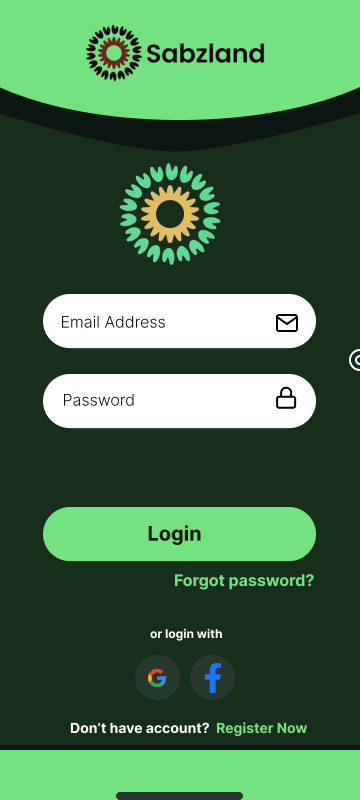 Sabzland
Email Address
Password
Login
Forgot password?
or login with
Don’t have account? Register Now